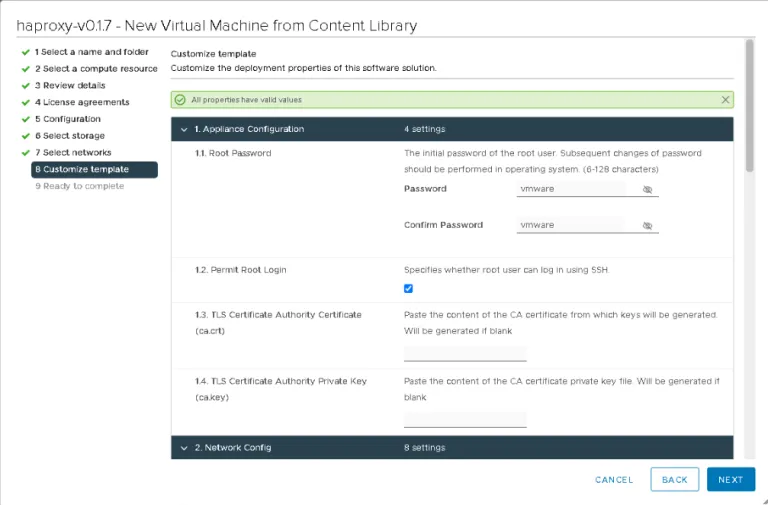 haproxy-v0.1.7 - New Virtual Machine from Content Library
1 Select a name and folder
2 Select a compute resource
3 Review details
4 License agreements
5 Configuration
6 Select storage
7 Select networks
8 Customize template
9 Ready to complete
Customize template
Customize the deployment properties of this software solution.
All properties have valid values
1. Appliance Configuration 4 settings
1.1. Root Password The initial password of the root user. Subsequent changes of password
should be performed in operating system. (6-128 characters)
Password vmware
Confirm Password vmware
1.2. Permit Root Login Specifies whether root user can log in using SSH.
1.3. TLS Certificate Authority Certificate Paste the content of the CA certificate from which keys will be generated.
(ca.crt) Will be generated if blank
1.4. TLS Certificate Authority Private Key Paste the content of the CA certificate private key file. Will be generated if
(ca.key) blank
2. Network Config 8 settings
CANCEL BACK NEXT